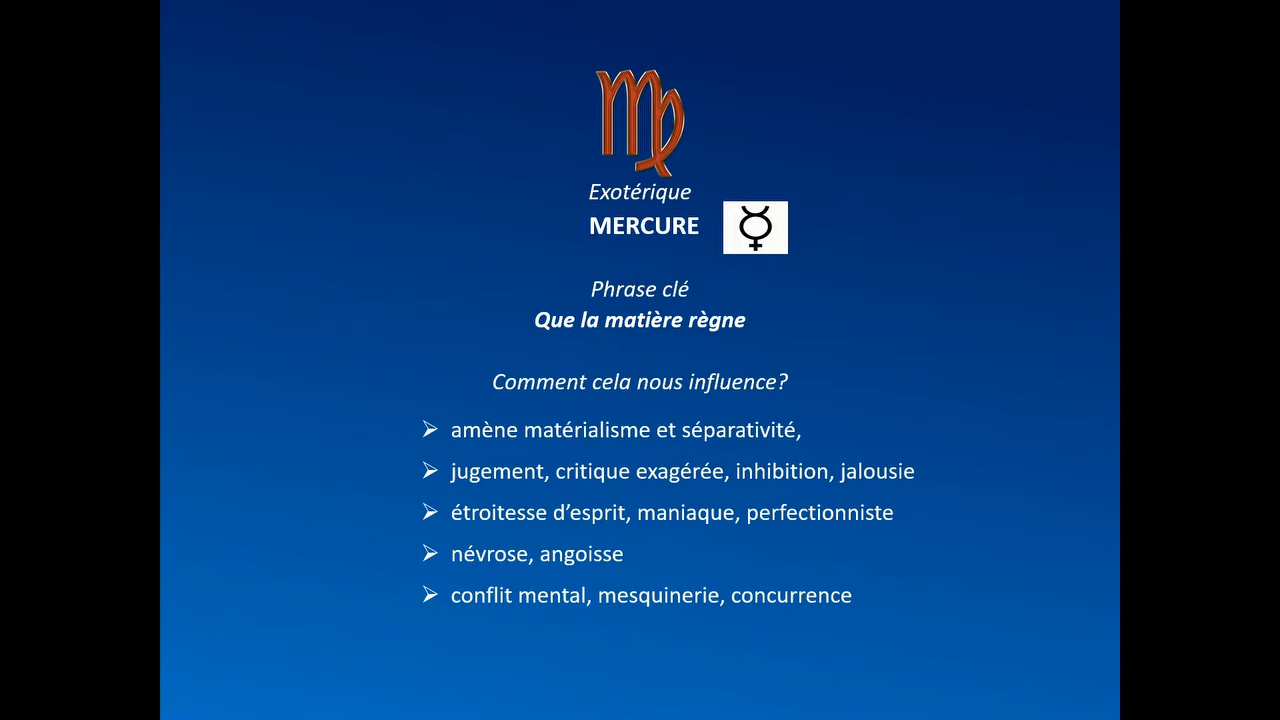 Exotérique
MERCURE
Phrase clé
Que la matière règne
Comment cela nous influence?
amène matérialisme et séparativité,
jugement, critique exagérée, inhibition, jalousie
étroitesse d’esprit, maniaque, perfectionniste
névrose, angoisse
conflit mental, mesquinerie, concurrence